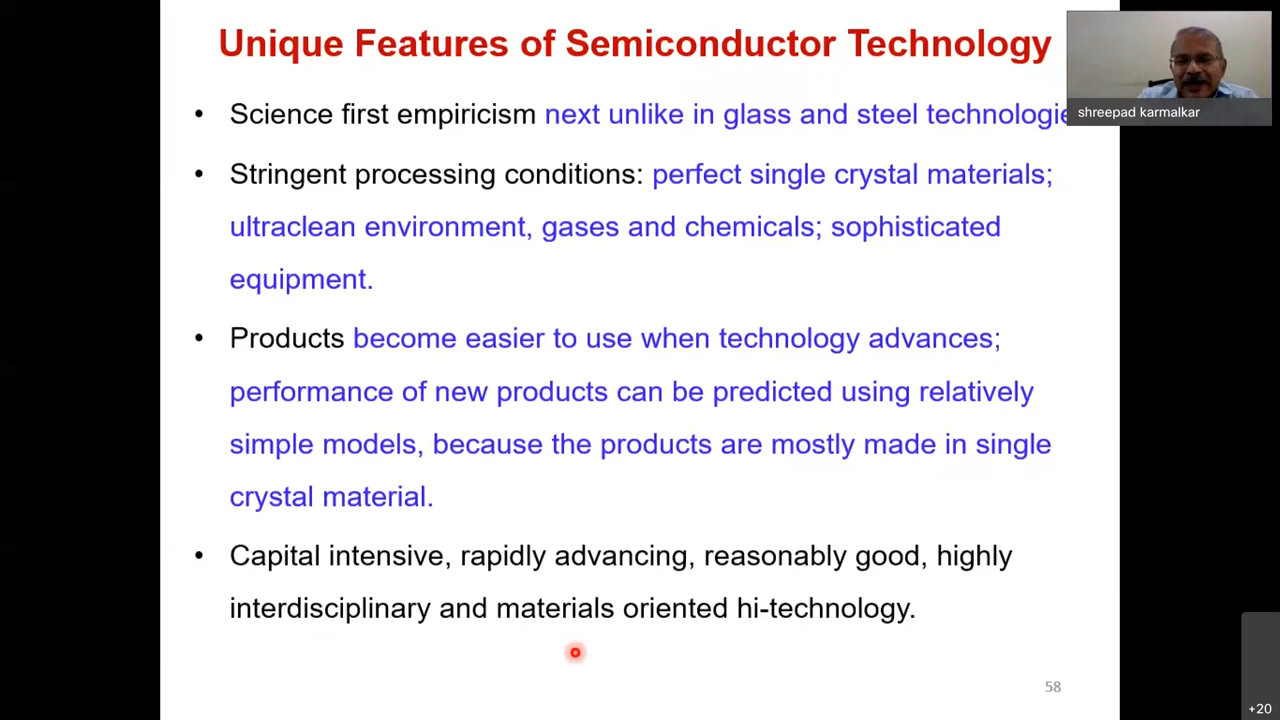 Unique Features of Semiconductor Technology
shreepad karmalkar
• Science first empiricism next unlike in glass and steel technologie
• Stringent processing conditions: perfect single crystal materials;
ultraclean environment, gases and chemicals; sophisticated
equipment.
• Products become easier to use when technology advances;
performance of new products can be predicted using relatively
simple models, because the products are mostly made in single
crystal material.
• Capital intensive, rapidly advancing, reasonably good, highly
interdisciplinary and materials oriented hi-technology.
58
+20